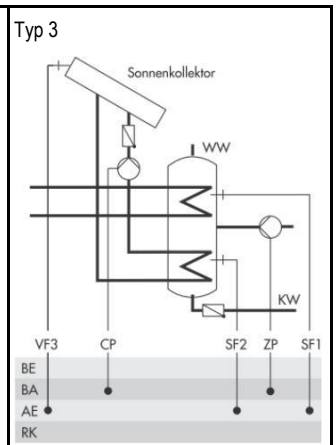 Typ 3
Sonnenkollektor
WW
KW
VF3 CP SF2 ZP SF1
BE
BA
AE
RK